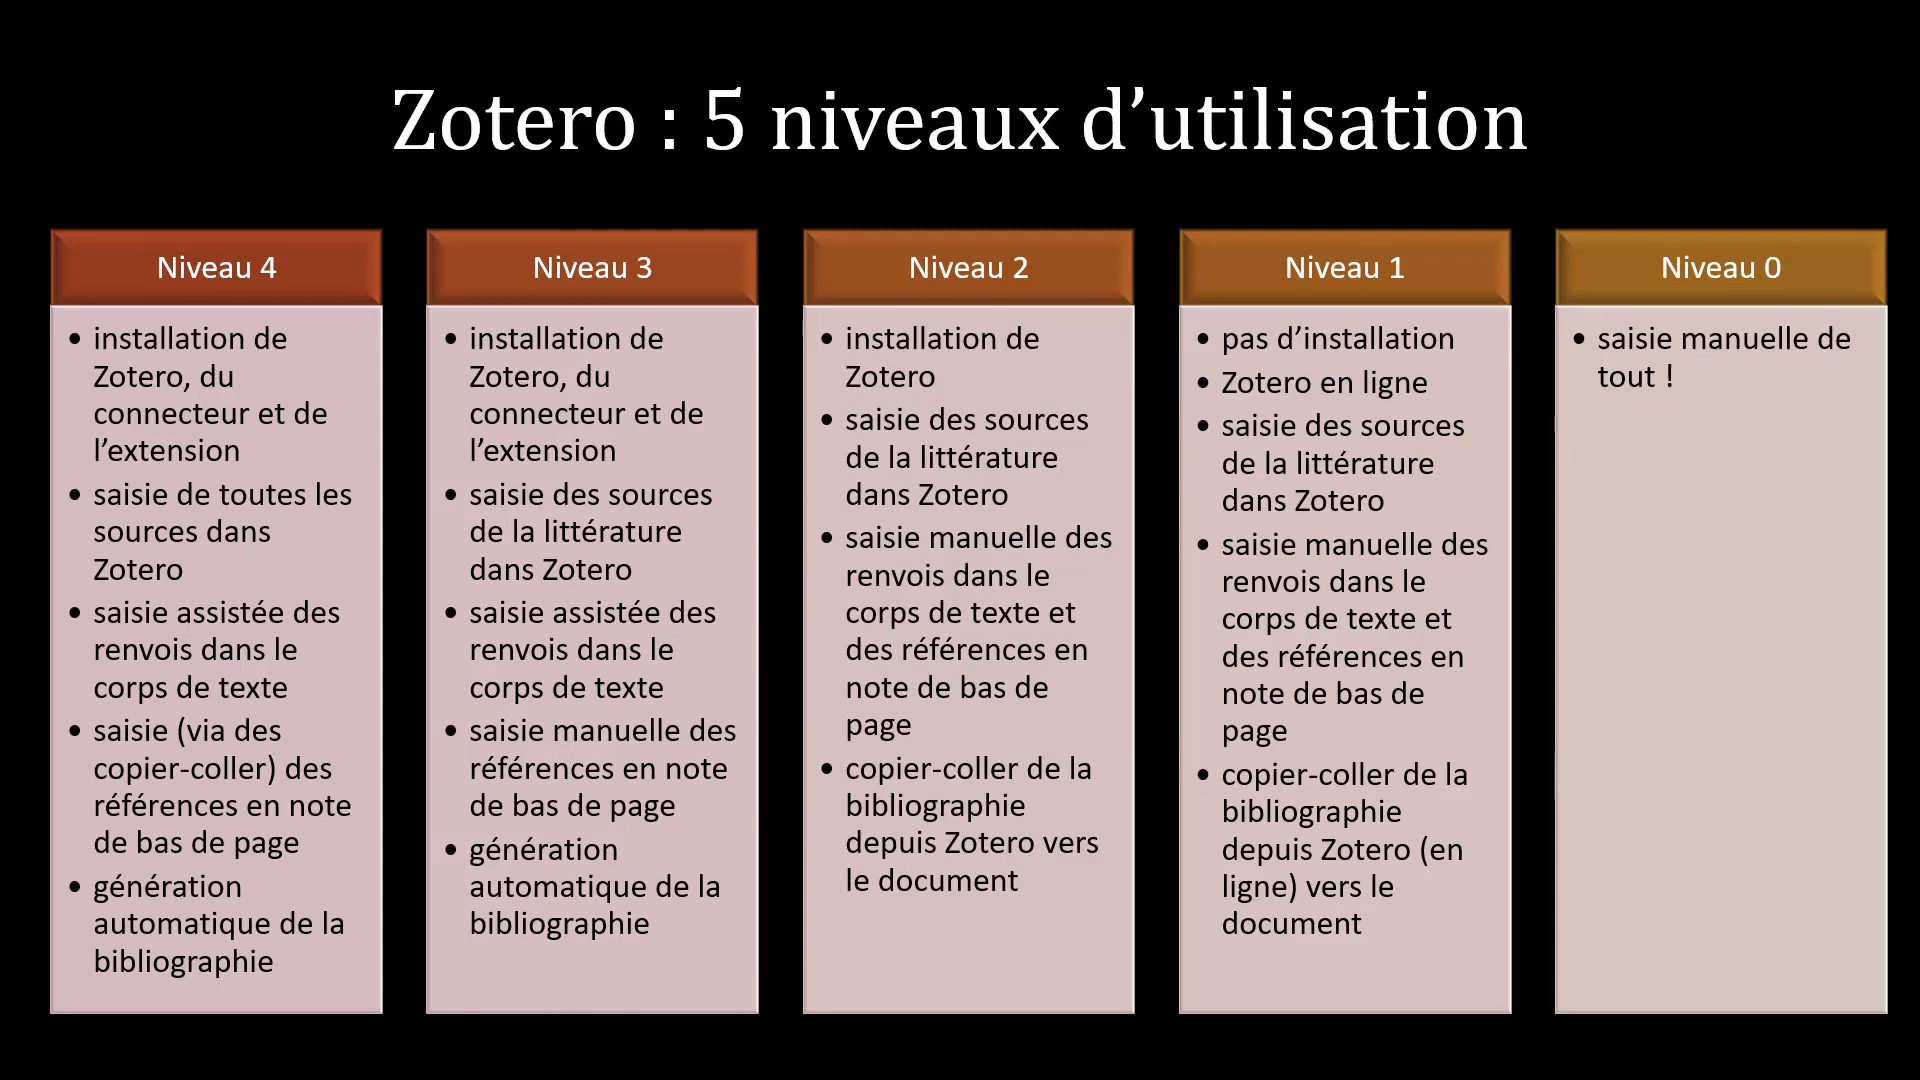 Zotero : 5 niveaux d’utilisation
Niveau 4
• installation de
Zotero, du
connecteur et de
l’extension
• saisie de toutes les
sources dans
Zotero
• saisie assistée des
renvois dans le
corps de texte
• saisie (via des
copier-coller) des
références en note
de bas de page
• génération
automatique de la
bibliographie
Niveau 3
• installation de
Zotero, du
connecteur et de
l’extension
• saisie des sources
de la littérature
dans Zotero
• saisie assistée des
renvois dans le
corps de texte
• saisie manuelle des
références en note
de bas de page
• génération
automatique de la
bibliographie
Niveau 2
• installation de
Zotero
• saisie des sources
de la littérature
dans Zotero
• saisie manuelle des
renvois dans le
corps de texte et
des références en
note de bas de
page
• copier-coller de la
bibliographie
depuis Zotero vers
le document
Niveau 1
• pas d’installation
• Zotero en ligne
• saisie des sources
de la littérature
dans Zotero
• saisie manuelle des
renvois dans le
corps de texte et
des références en
note de bas de
page
• copier-coller de la
bibliographie
depuis Zotero (en
ligne) vers le
document
Niveau 0
• saisie manuelle de
tout !